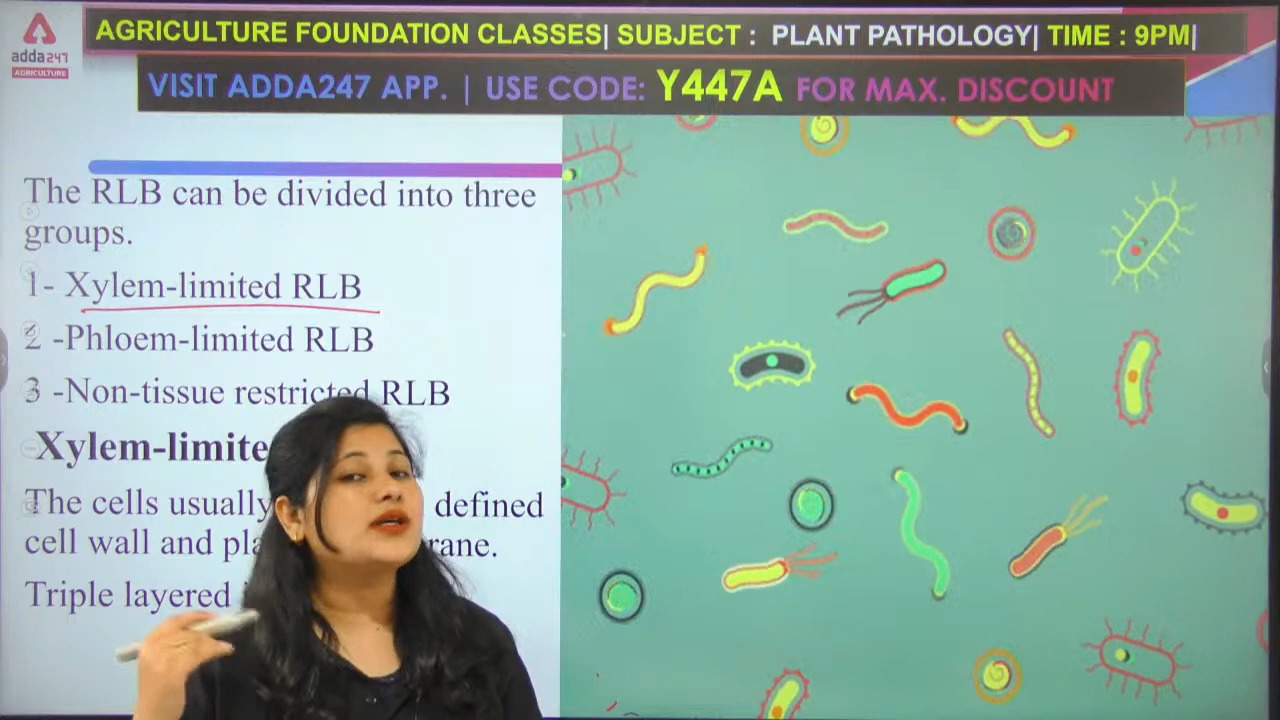 adda247
AGRICULTURE
AGRICULTURE FOUNDATION CLASSES| SUBJECT : PLANT PATHOLOGY| TIME : 9PM|
VISIT ADDA247 APP. | USE CODE: Y447A FOR MAX. DISCOUNT
The RLB can be divided into three
groups.
1- Xylem-limited RLB
2 -Phloem-limited RLB
3 -Non-tissue restricted RLB
Xylem-limite
The cells usually defined
cell wall and pla rane.
Triple layered